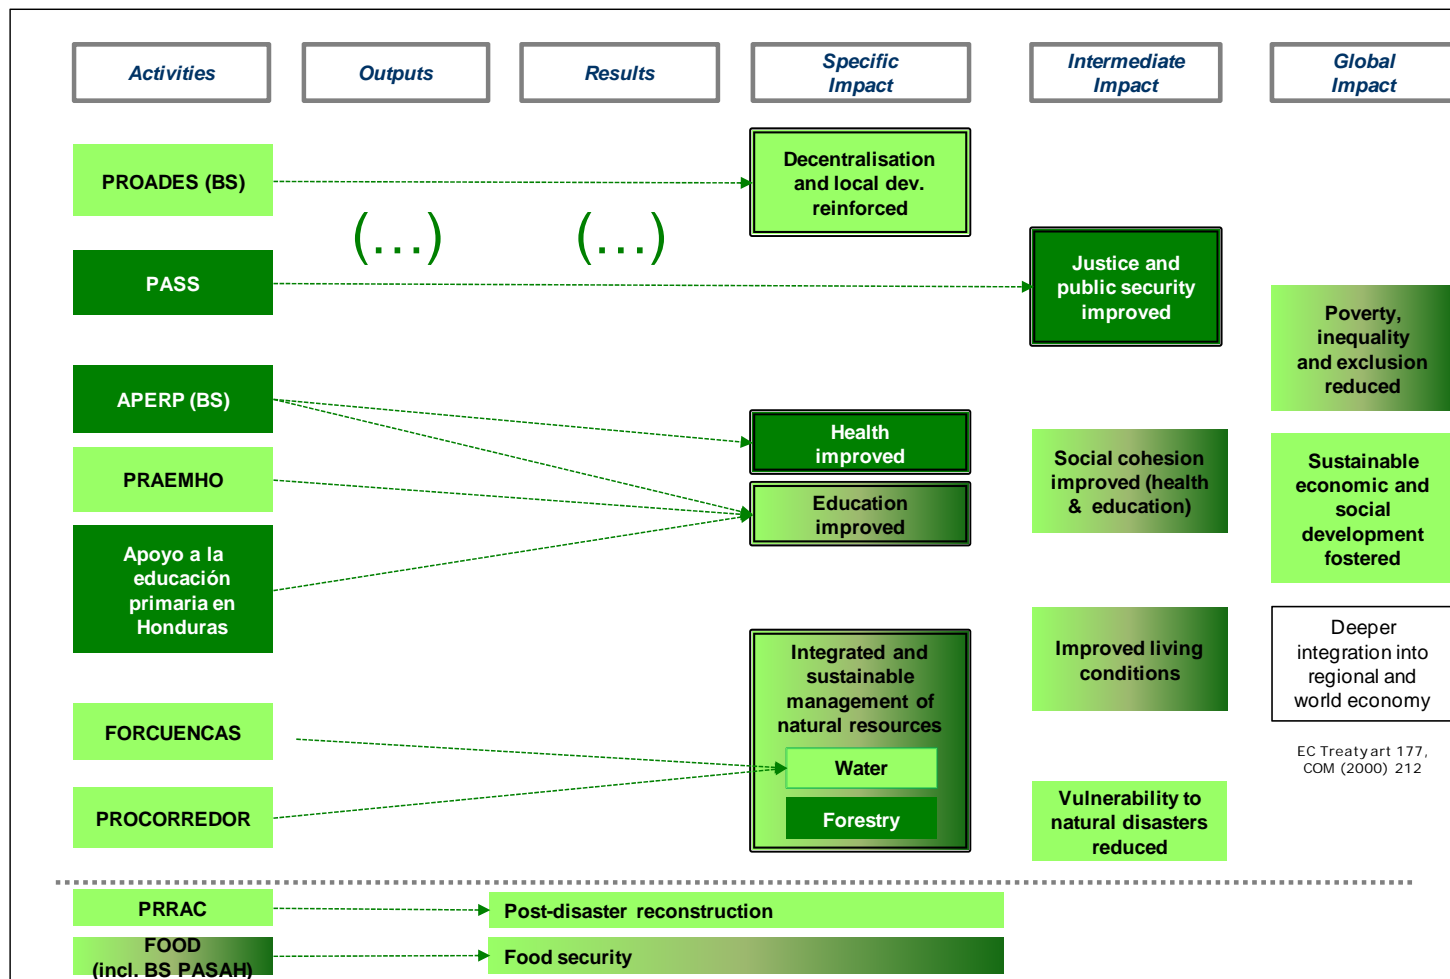 Activities
Outputs
Results
Specific
Impact
Intermediate
Impact
Global
Impact
PROADES (BS)
Decentralisation
and local dev.
reinforced
(...)
(...)
PASS
Justice and
public security
improved
Poverty,
inequality
and exclusion
reduced
APERP (BS)
Health
improved
PRAEMHO
Education
improved
Social cohesion
improved (health
& education)
Sustainable
economic and
social
development
fostered
Apoyo a la
educación
primaria en
Honduras
Integrated and
sustainable
management of
natural resources
Water
Forestry
Improved living
conditions
Deeper
integration into
regional and
world economy
EC Treaty art 177,
COM (2000) 212
FORCUENCAS
PROCORREDOR
Vulnerability to
natural disasters
reduced
PRRAC
Post-disaster reconstruction
FOOD
(incl. BS PASAH)
Food security